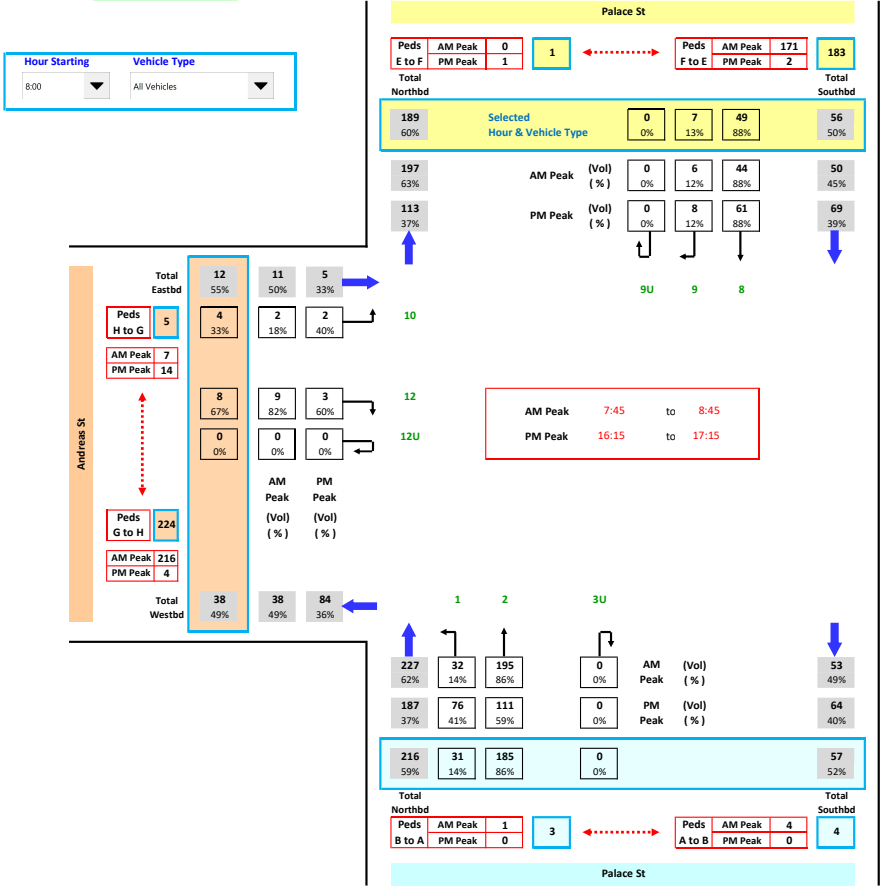 Palace St
Hour Starting Vehicle Type
8:00 All Vehicles
Peds AM Peak 0 1 Peds AM Peak 171 183
E to F PM Peak 1 F to E PM Peak 2
Total Total
Northbd Southbd
189 Selected 0 7 49 56
60% Hour & Vehicle Type 0% 13% 88% 50%
197 AM Peak (Vol) 0 6 44 50
63% ( % ) 0% 12% 88% 45%
113 PM Peak (Vol) 0 8 61 69
37% ( % ) 0% 12% 88% 39%
9U 9 8
Total 12 11 5
Eastbd 55% 50% 33%
Peds 5 4 2 2 10
H to G 33% 18% 40%
AM Peak 7
PM Peak 14
8 9 3 12
67% 82% 60%
0 0 0 12U
0% 0% 0%
AM Peak 7:45 to 8:45
PM Peak 16:15 to 17:15
Andreas St
AM PM
Peak Peak
(Vol) (Vol)
( % ) ( % )
Peds 224
G to H
AM Peak 216
PM Peak 4
Total 38 38 84
Westbd 49% 49% 36%
1 2 3U
227 32 195 0 AM (Vol) 53
62% 14% 86% 0% Peak ( % ) 49%
187 76 111 0 PM (Vol) 64
37% 41% 59% 0% Peak ( % ) 40%
216 31 185 0 57
59% 14% 86% 0% 52%
Total Total
Northbd Southbd
Peds AM Peak 1 3 Peds AM Peak 4 4
B to A PM Peak 0 A to B PM Peak 0
Palace St